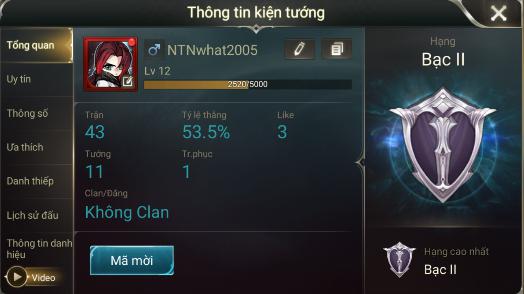 Thông tin kiện tướng
Tổng quan
Uy tín
Thông số
Ưa thích
Danh thiếp
Lịch sử đấu
Thông tin danh hiệu
Video
NTNwhat2005
Lv 12
2520/5000
Trận
Tỷ lệ thắng
Like
43
53.5%
3
Tướng
Tr.phục
11
1
Clan/Đảng
Không Clan
Mã mời
Hạng
Bạc II
Hạng cao nhất
Bạc II